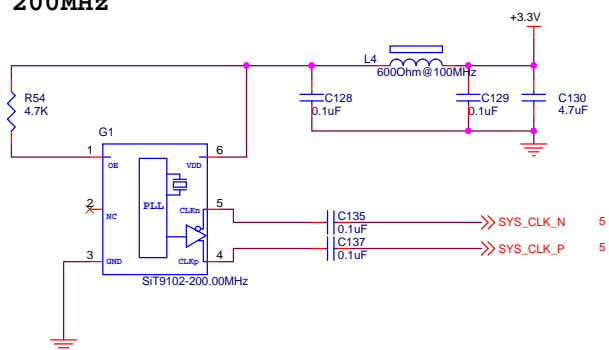 200MHz
+3.3V
L4
600Ohm@100MHz
R54
4.7K
C128
0.1uF
C129
0.1uF
C130
4.7uF
G1
1
OE
6
VDD
2
NC
PLL
5
CLKn
3
GND
4
CLKp
SiT9102-200.00MHz
C135
0.1uF
SYS_CLK_N 5
C137
0.1uF
SYS_CLK_P 5